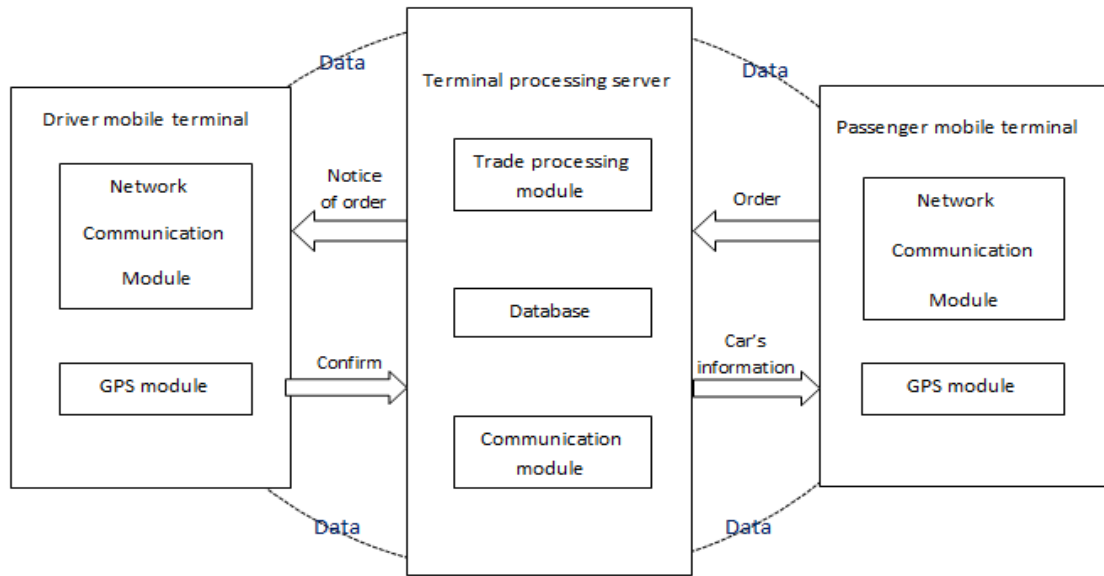 Data
Data
Terminal processing server
Driver mobile terminal
Passenger mobile terminal
Network
Communication
Module
GPS module
Notice
of order
Confirm
Trade processing
module
Database
Communication
module
Order
Car's
information
Network
Communication
Module
GPS module
Data
Data